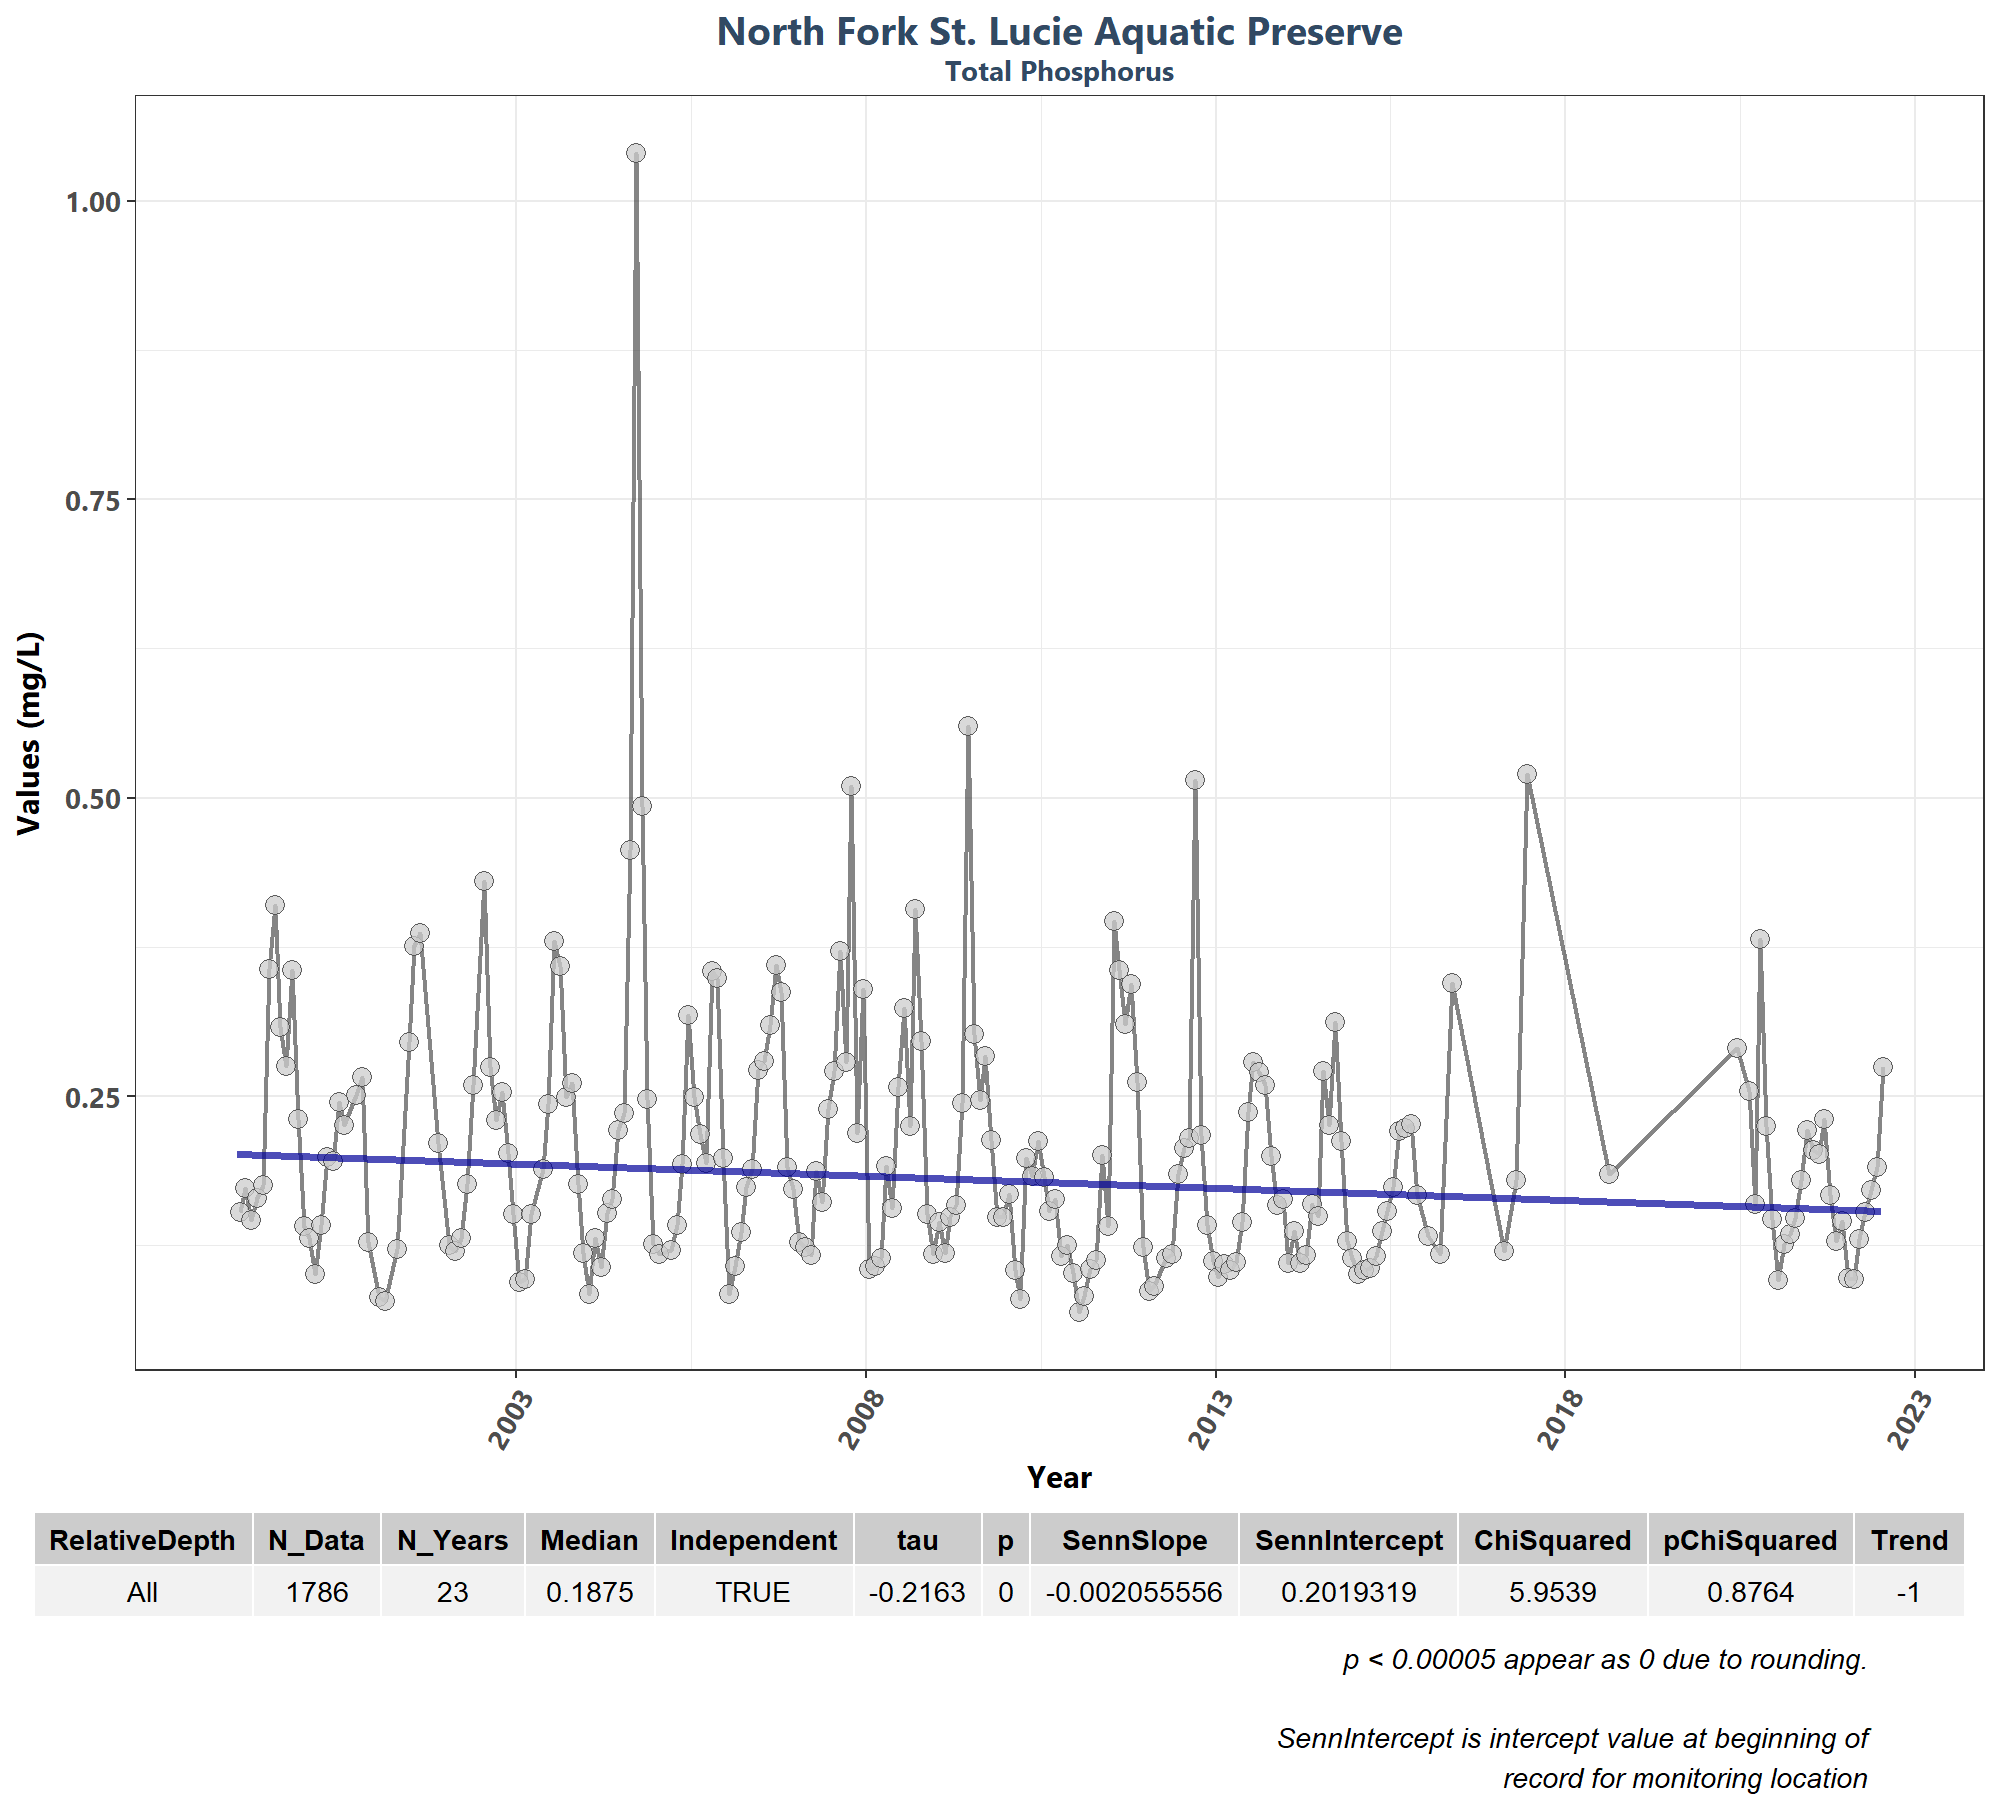 North Fork St. Lucie Aquatic Preserve
Total Phosphorus
Values (mg/L)
1.00
0.75
0.50
0.25
2003 2008 2013 2018 2023
Year
RelativeDepth N_Data N_Years Median Independent tau p SennSlope SennIntercept ChiSquared pChiSquared Trend
All 1786 23 0.1875 TRUE -0.2163 0 -0.002055556 0.2019319 5.9539 0.8764 -1
p < 0.00005 appear as 0 due to rounding.
SennIntercept is intercept value at beginning of
record for monitoring location